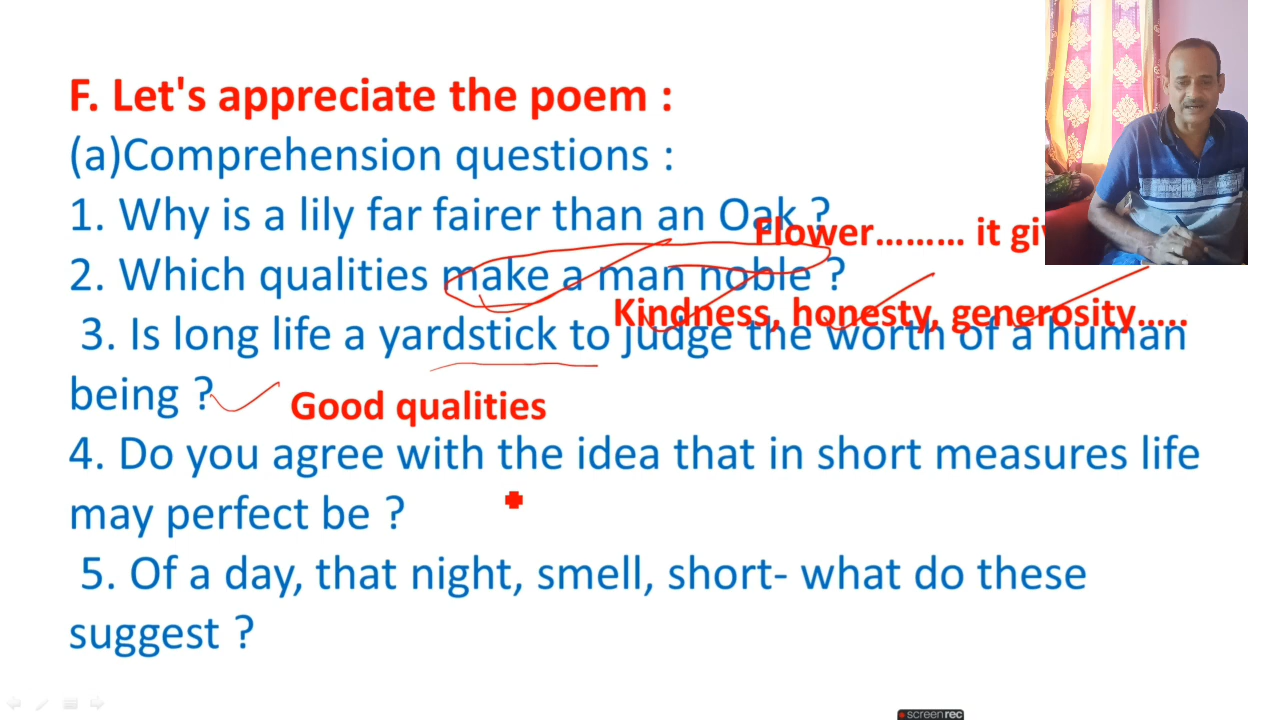 F. Let's appreciate the poem :
(a)Comprehension questions :
1. Why is a lily far fairer than an Oak ?
Flower......... it
2. Which qualities make a man noble ?
Kindness, honesty, generosity.....
3. Is long life a yardstick to judge the worth of a human
being ?
Good qualities
4. Do you agree with the idea that in short measures life
may perfect be ?
5. Of a day, that night, smell, short- what do these
suggest ?
screenrec